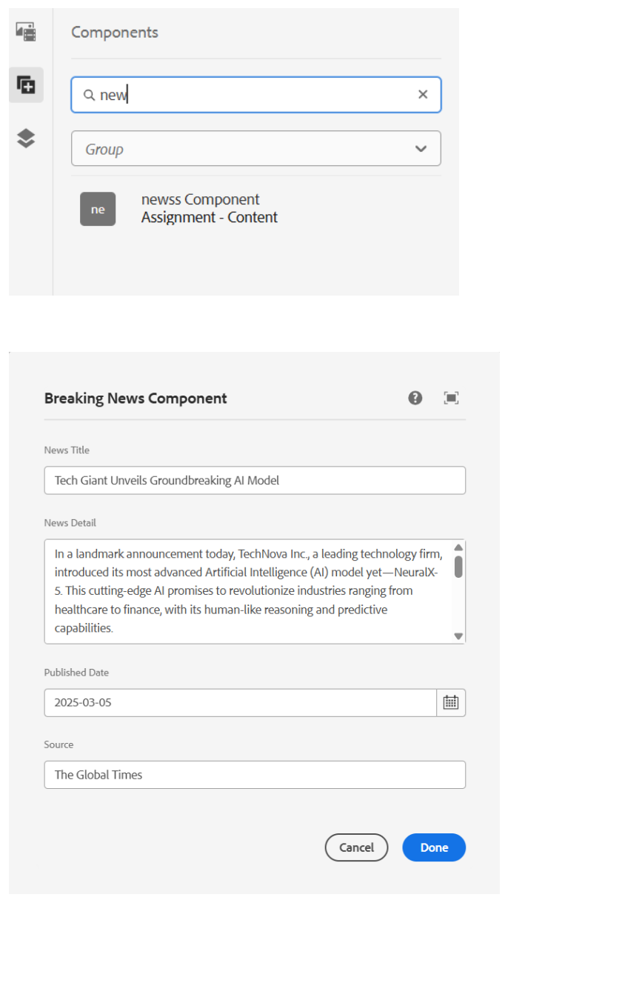 Components
new
Group
ne
newss Component
Assignment - Content
Breaking News Component
News Title
Tech Giant Unveils Groundbreaking AI Model
News Detail
In a landmark announcement today, TechNova Inc., a leading technology firm,
introduced its most advanced Artificial Intelligence (AI) model yet—NeuralX-
5. This cutting-edge AI promises to revolutionize industries ranging from
healthcare to finance, with its human-like reasoning and predictive
capabilities.
Published Date
2025-03-05
Source
The Global Times
Cancel
Done